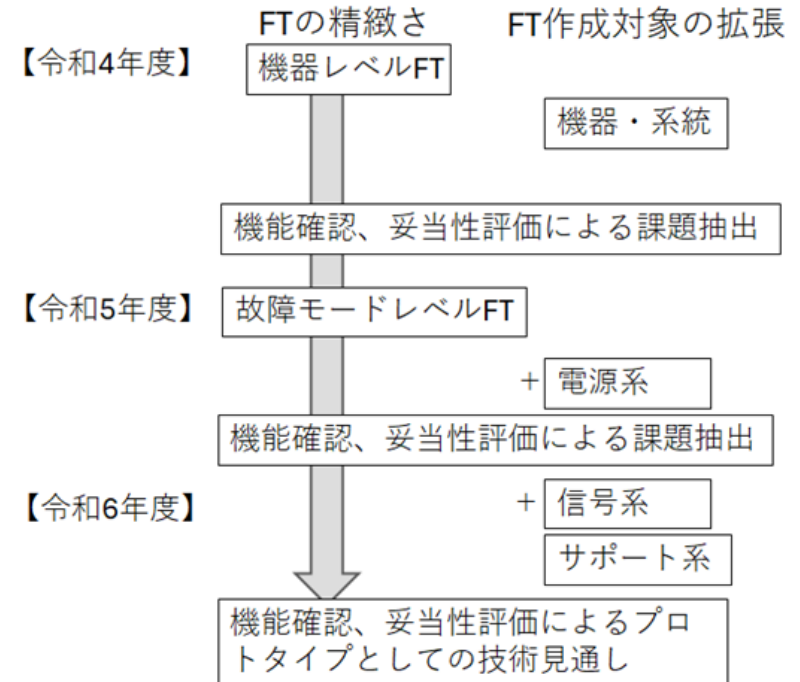 FTの精緻さ
FT作成対象の拡張
【令和4年度】
機器レベルFT
機器・系統
機能確認、妥当性評価による課題抽出
【令和5年度】
故障モードレベルFT
+ 電源系
機能確認、妥当性評価による課題抽出
【令和6年度】
+ 信号系
サポート系
機能確認、妥当性評価によるプロ
トタイプとしての技術見通し